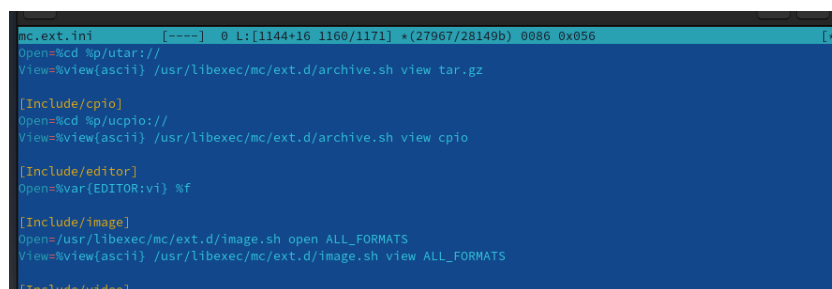 mc.ext.ini [----] 0 L:[1144+16 1160/1171] *(27967/28149b) 0086 0x056
Open=%cd %p/utar://
View=%view{ascii} /usr/libexec/mc/ext.d/archive.sh view tar.gz
[Include/cpio]
Open=%cd %p/ucpio://
View=%view{ascii} /usr/libexec/mc/ext.d/archive.sh view cpio
[Include/editor]
Open=%var{EDITOR:vi} %f
[Include/image]
Open=/usr/libexec/mc/ext.d/image.sh open ALL_FORMATS
View=%view{ascii} /usr/libexec/mc/ext.d/image.sh view ALL_FORMATS
[Include/video]